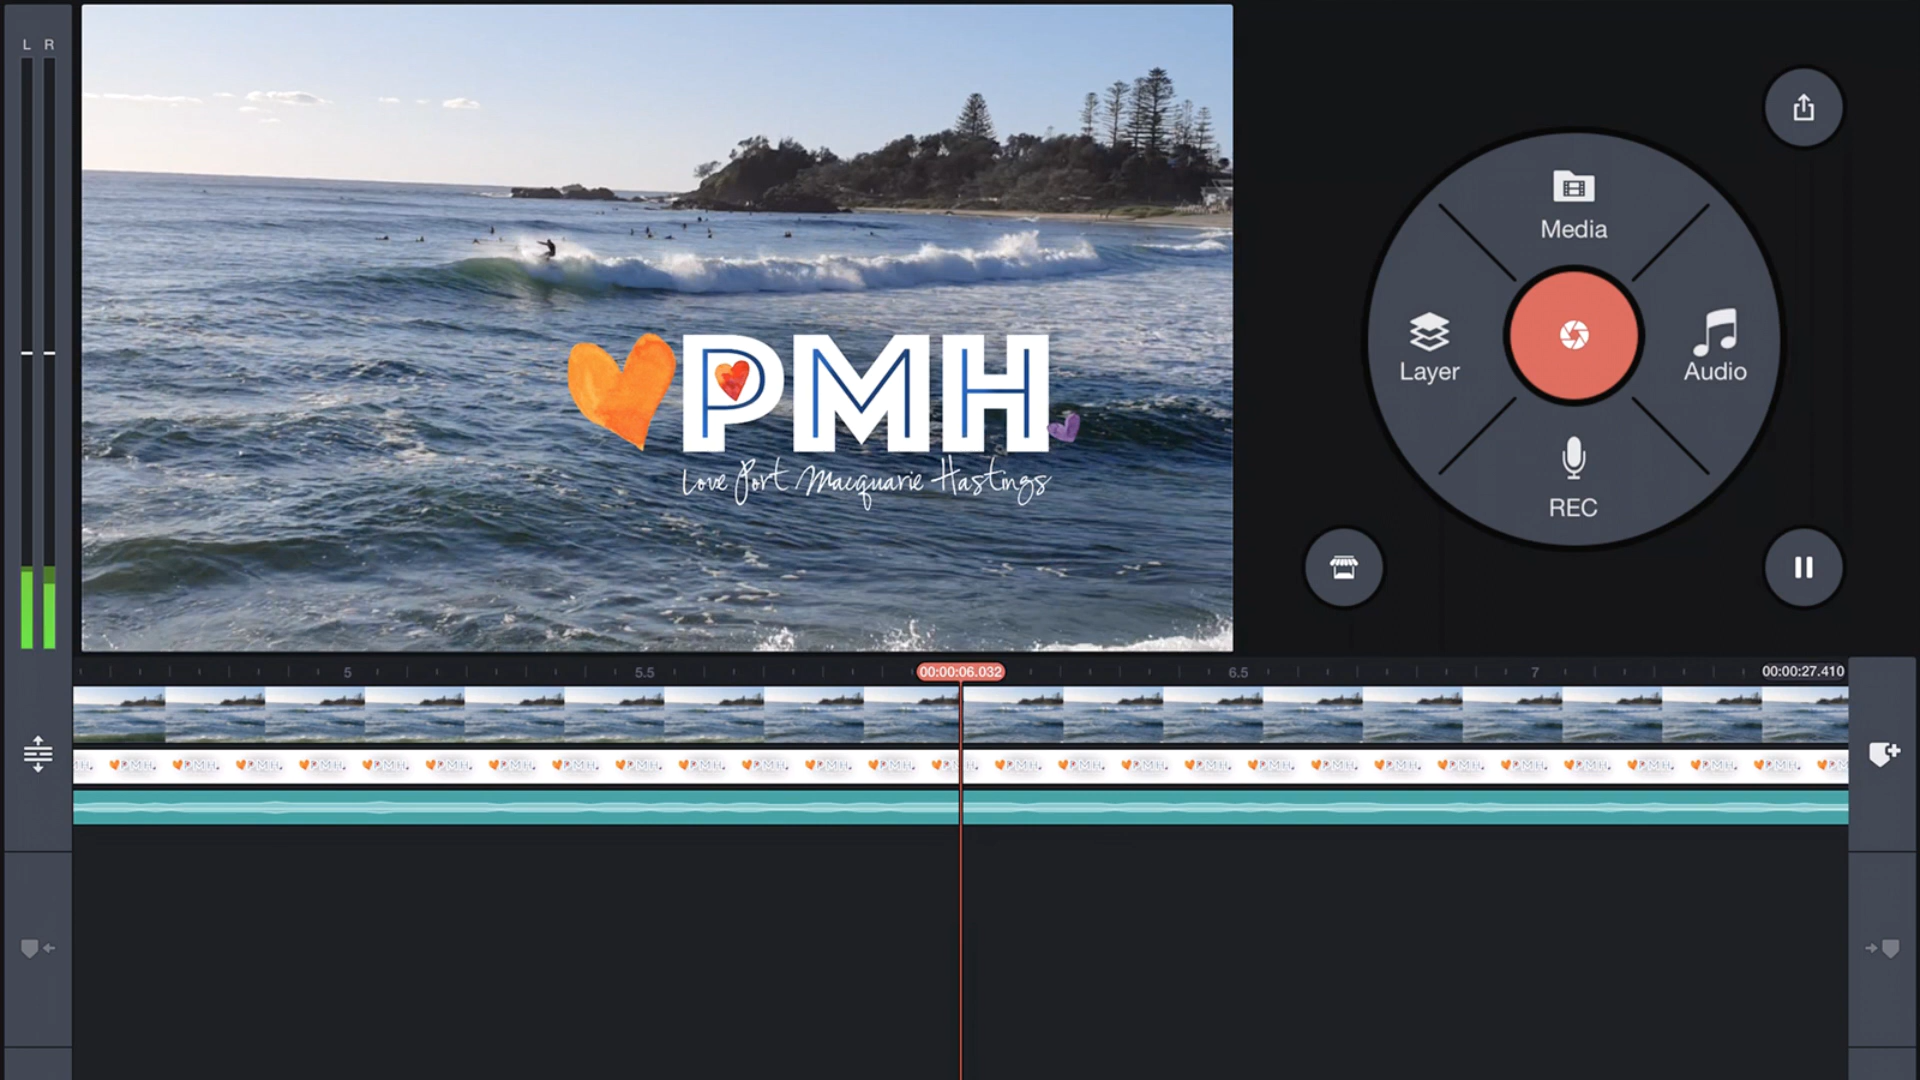 L R
PMH
Love Port Macquarie Hastings
Media
Layer
Audio
REC
5
5.5
00:00:06.032
6.5
7
00:00:27.410
PMH